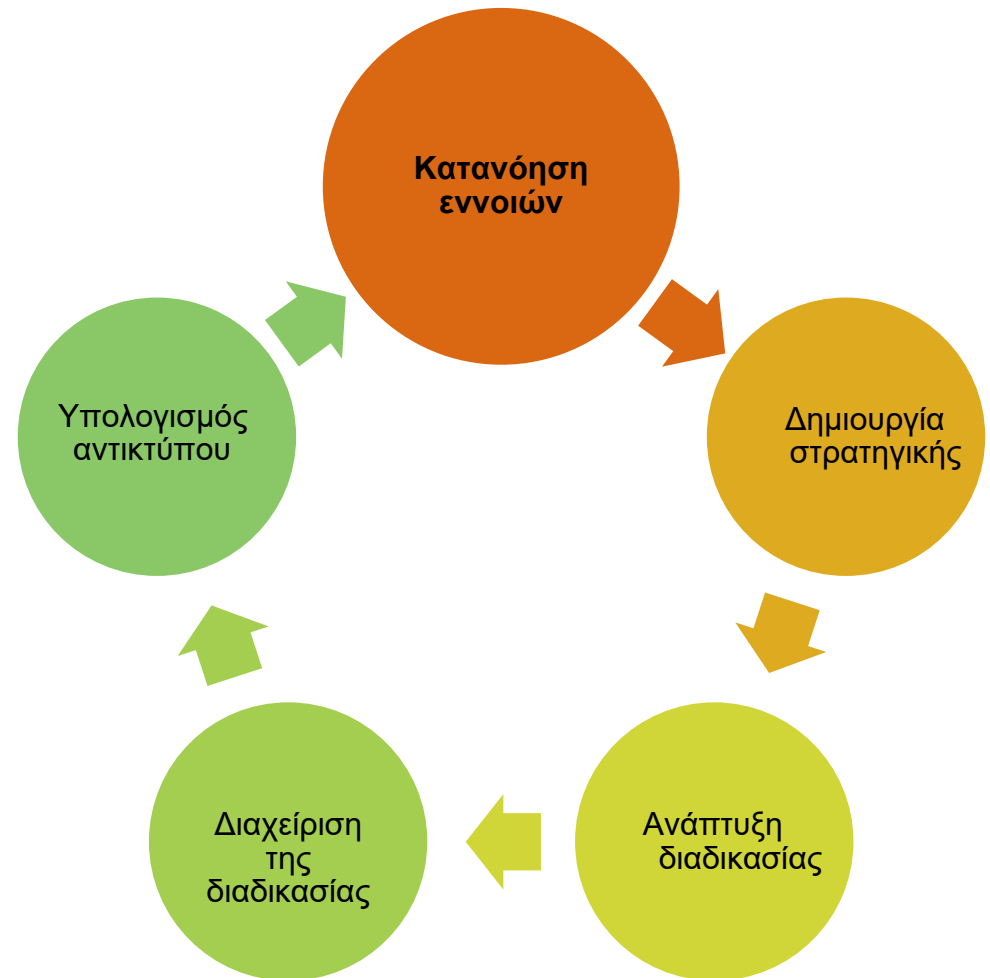 Κατανόηση
εννοιών
Δημιουργία
στρατηγικής
Ανάπτυξη
διαδικασίας
Διαχείριση
της
διαδικασίας
Υπολογισμός
αντικτύπου